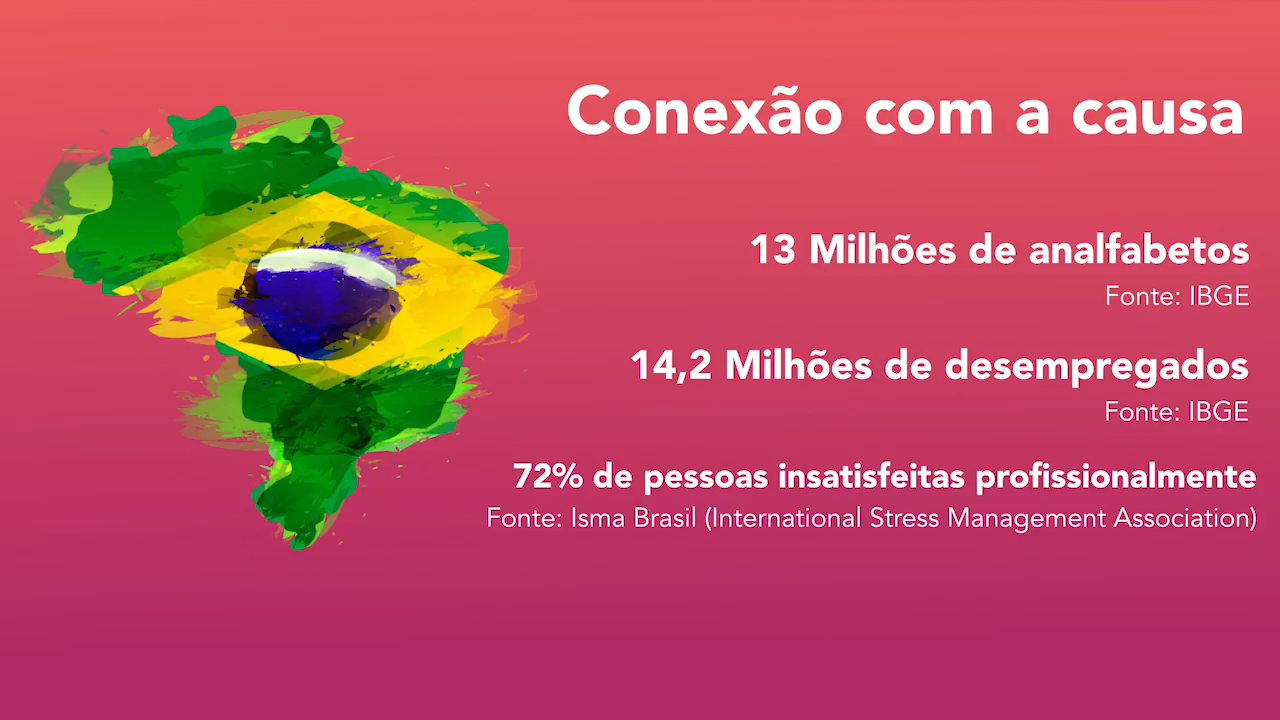 Conexão com a causa
13 Milhões de analfabetos
Fonte: IBGE
14,2 Milhões de desempregados
Fonte: IBGE
72% de pessoas insatisfeitas profissionalmente
Fonte: Isma Brasil (International Stress Management Association)